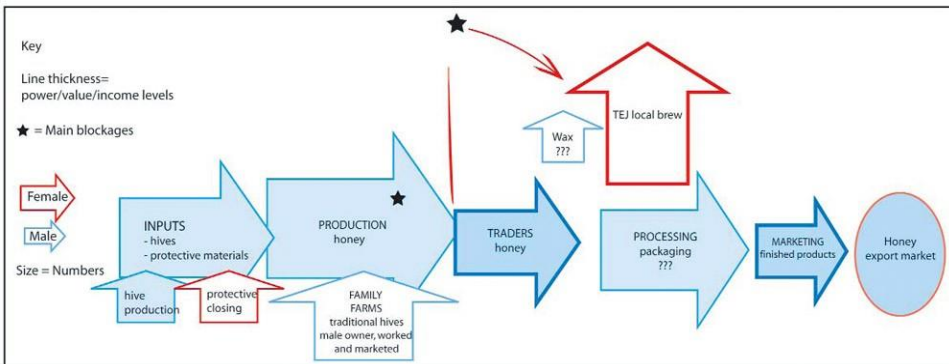 Key
Line thickness=
power/value/income levels
★ = Main blockages
Female
Male
Size = Numbers
INPUTS
- hives
- protective materials
hive
production
protective
closing
PRODUCTION
honey
FAMILY
FARMS
traditional hives
male owner, worked
and marketed
TRADERS
honey
Wax
???
TEJ local brew
PROCESSING
packaging
???
MARKETING
finished products
Honey
export market